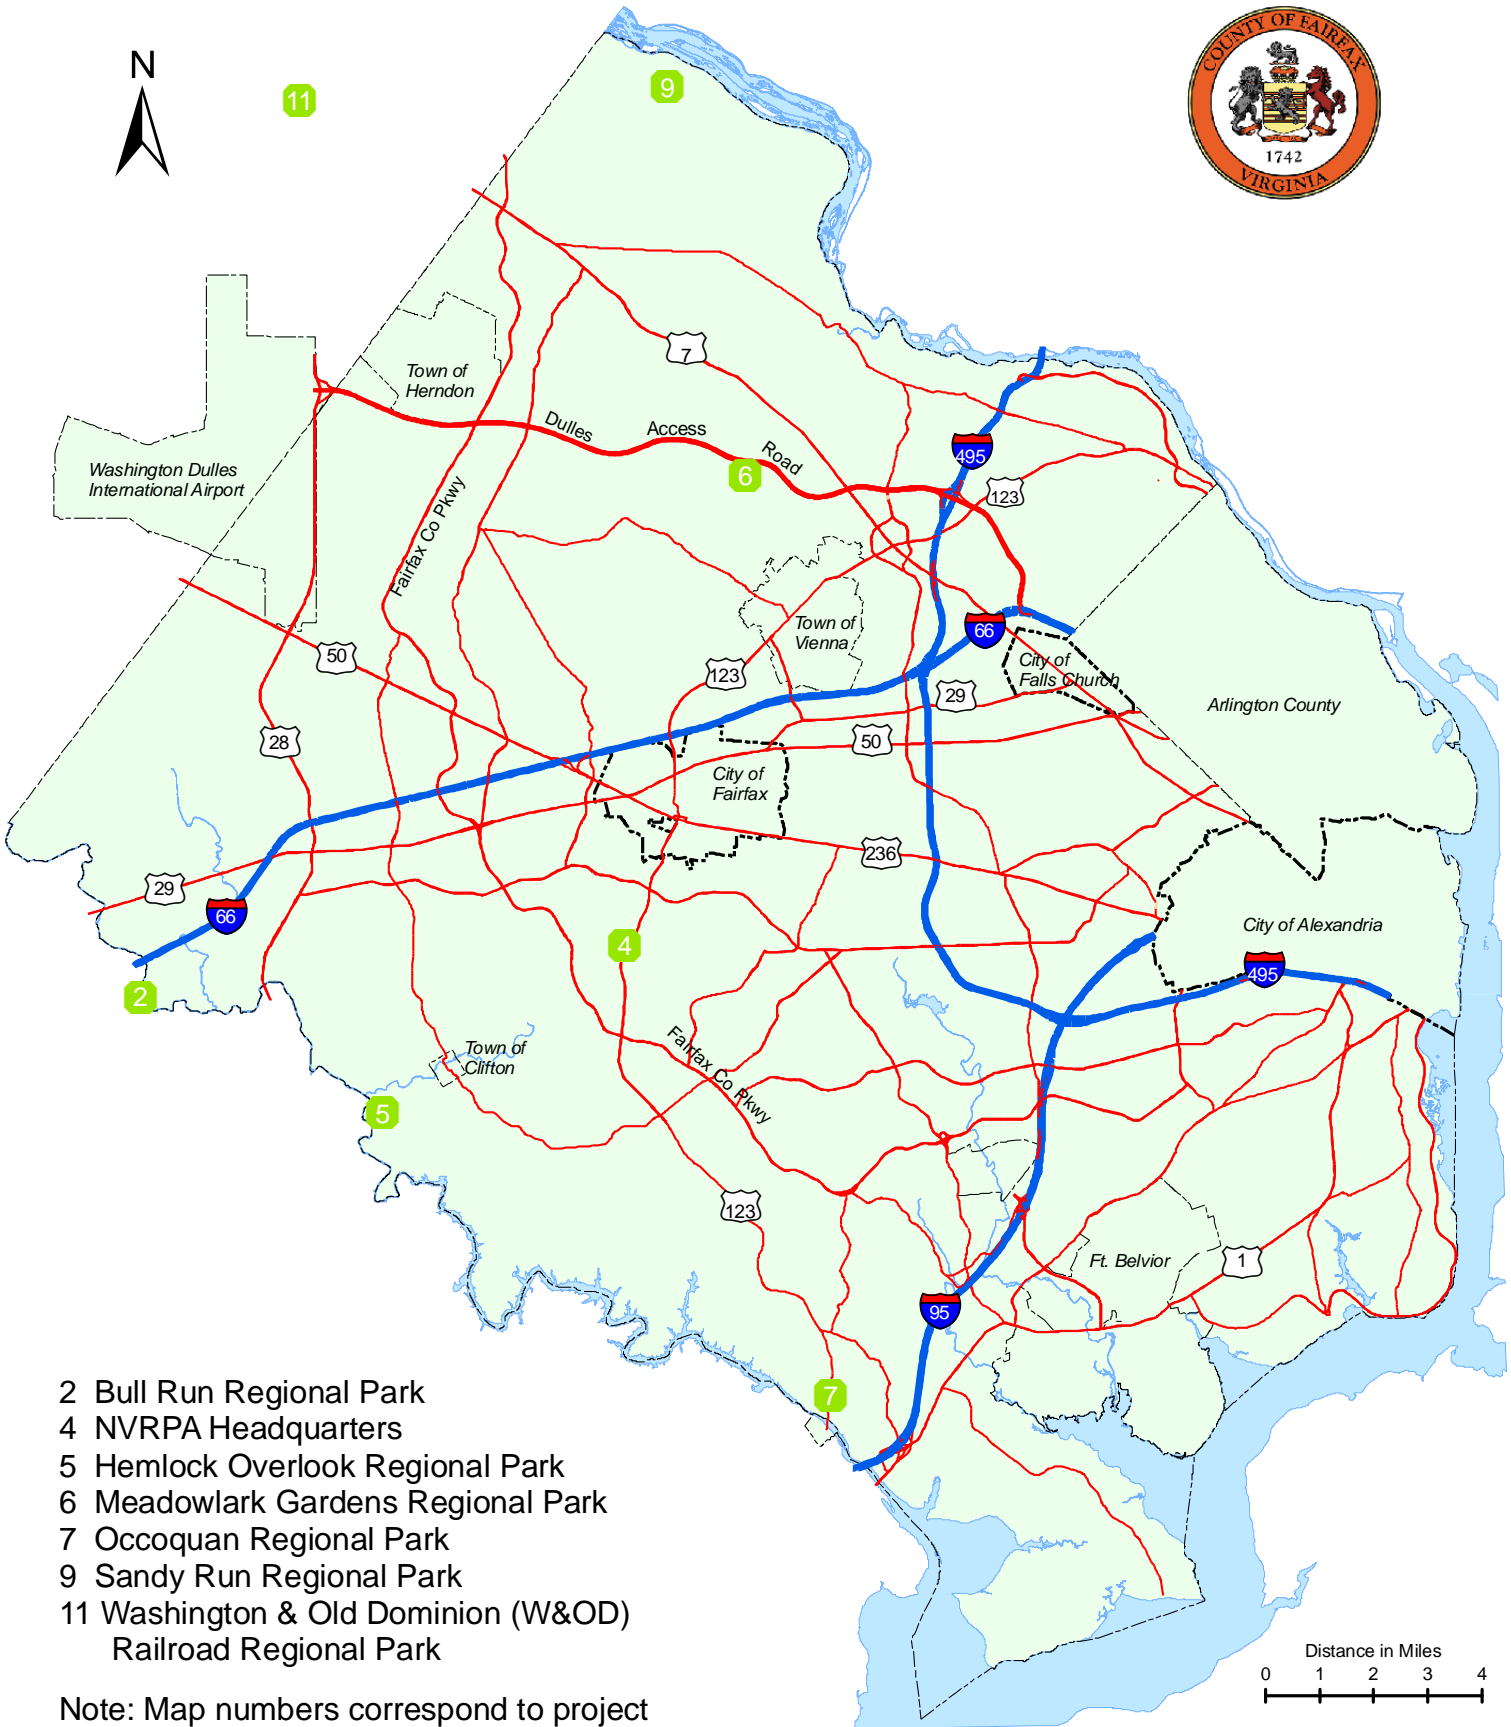 COUNTY OF FAIRFAX
1742
VIRGINIA
N
11
9
7
Town of
Herndon
Dulles
Access
Road
495
6
123
Washington Dulles
International Airport
Fairfax Co Pkwy
Town of
Vienna
66
50
123
City of
Falls Church
29
Arlington County
28
50
City of
Fairfax
236
29
66
City of Alexandria
4
495
2
Town of
Clifton
Fairfax Co Pkwy
5
123
Ft. Belvior
1
95
7
2 Bull Run Regional Park
4 NVRPA Headquarters
5 Hemlock Overlook Regional Park
6 Meadowlark Gardens Regional Park
7 Occoquan Regional Park
9 Sandy Run Regional Park
11 Washington & Old Dominion (W&OD)
Railroad Regional Park
Note: Map numbers correspond to project
Distance in Miles
0 1 2 3 4